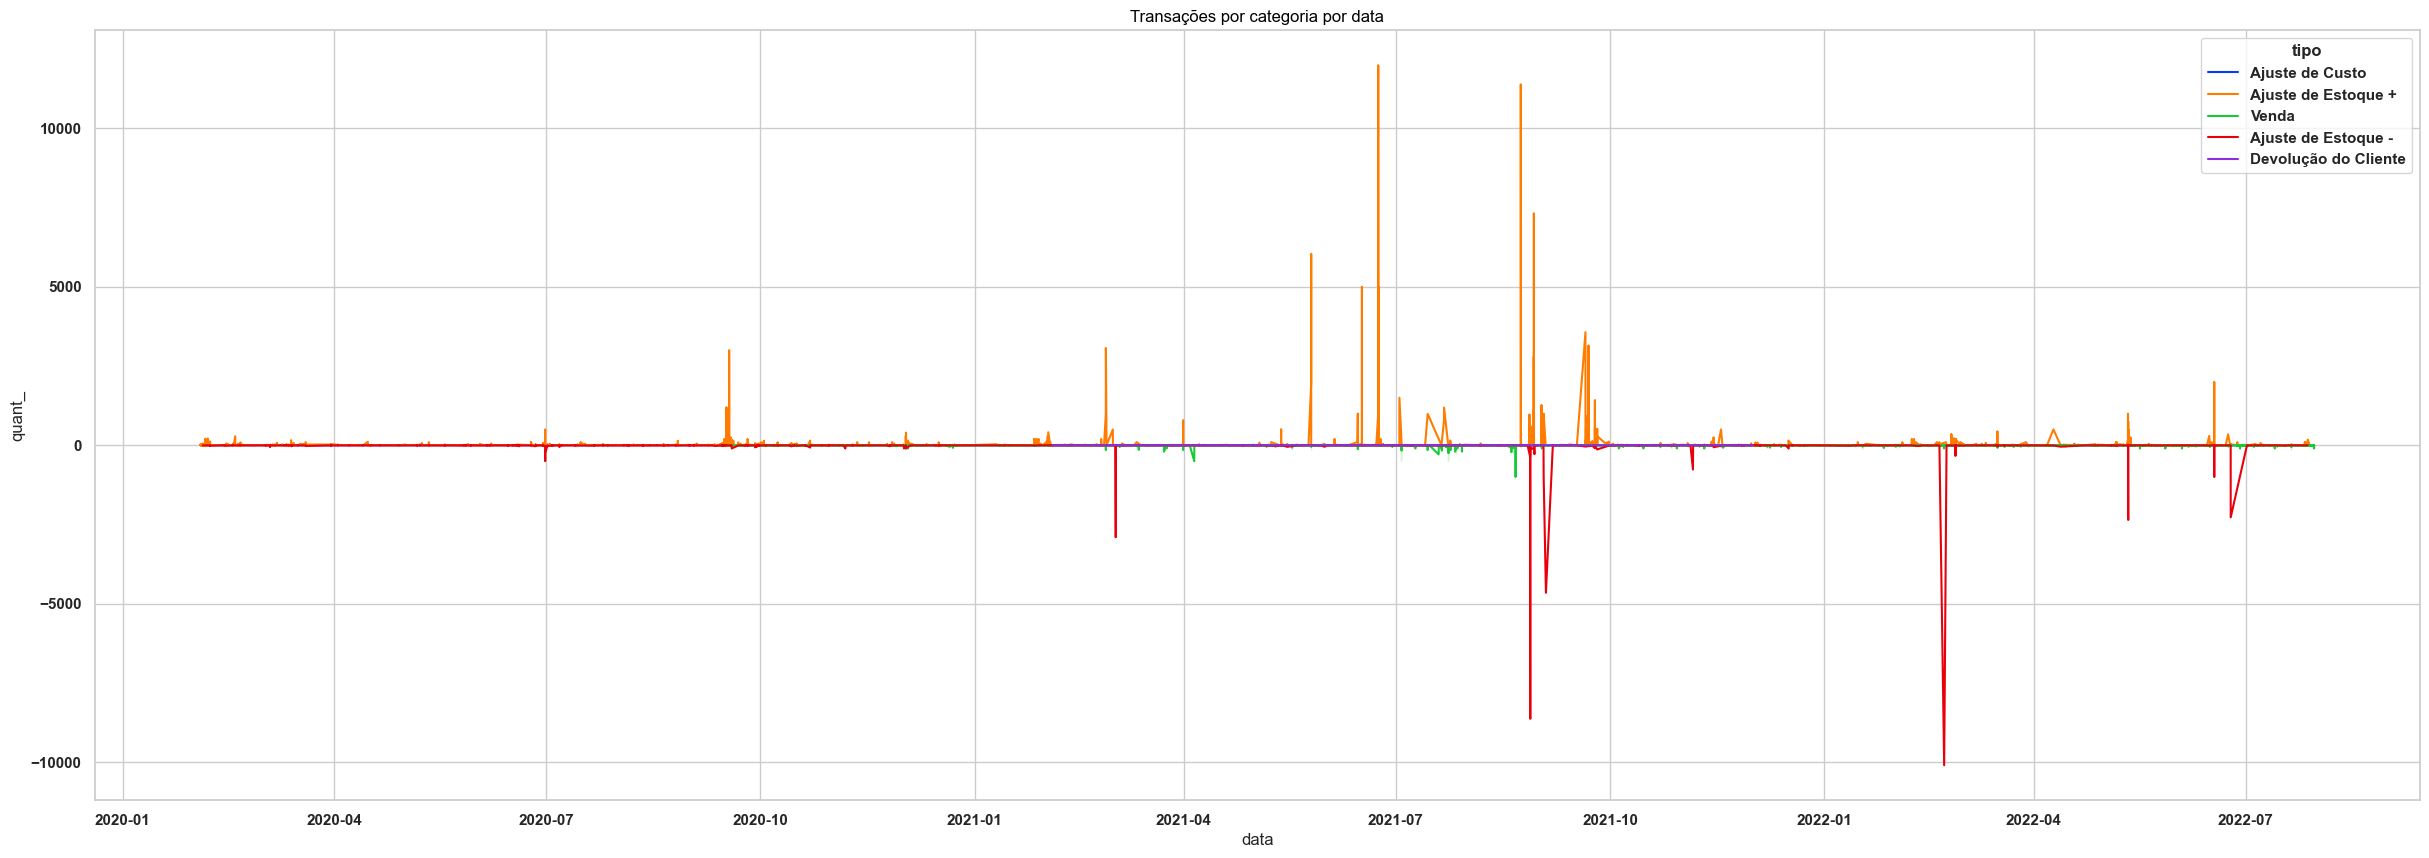 Transações por categoria por data
tipo
Ajuste de Custo
Ajuste de Estoque +
Venda
Ajuste de Estoque -
Devolução do Cliente
10000
5000
0
−5000
−10000
quant_
2020-01 2020-04 2020-07 2020-10 2021-01 2021-04 2021-07 2021-10 2022-01 2022-04 2022-07
data